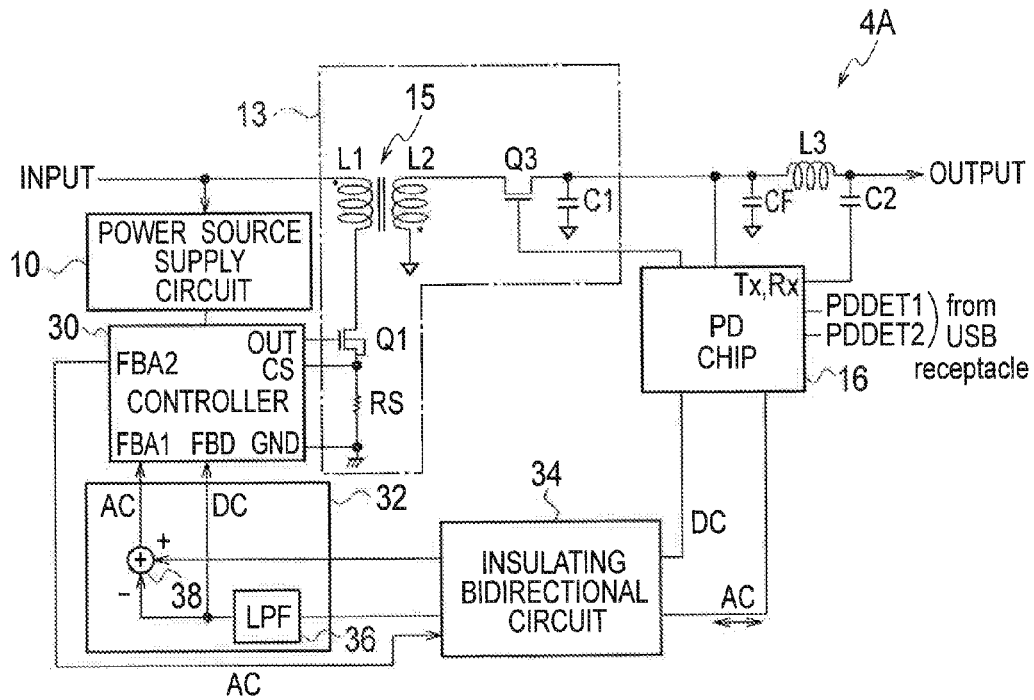 4A
13
15
L1
L2
Q3
L3
INPUT
OUTPUT
C1
CF
C2
POWER SOURCE
SUPPLY
CIRCUIT
10
Tx,Rx
PD
CHIP
PDDET1
PDDET2
from
USB
receptacle
16
30
OUT
Q1
FBA2
CS
CONTROLLER
RS
FBA1
FBD
GND
32
34
AC
DC
DC
+
+
38
−
LPF
36
INSULATING
BIDIRECTIONAL
CIRCUIT
AC
AC